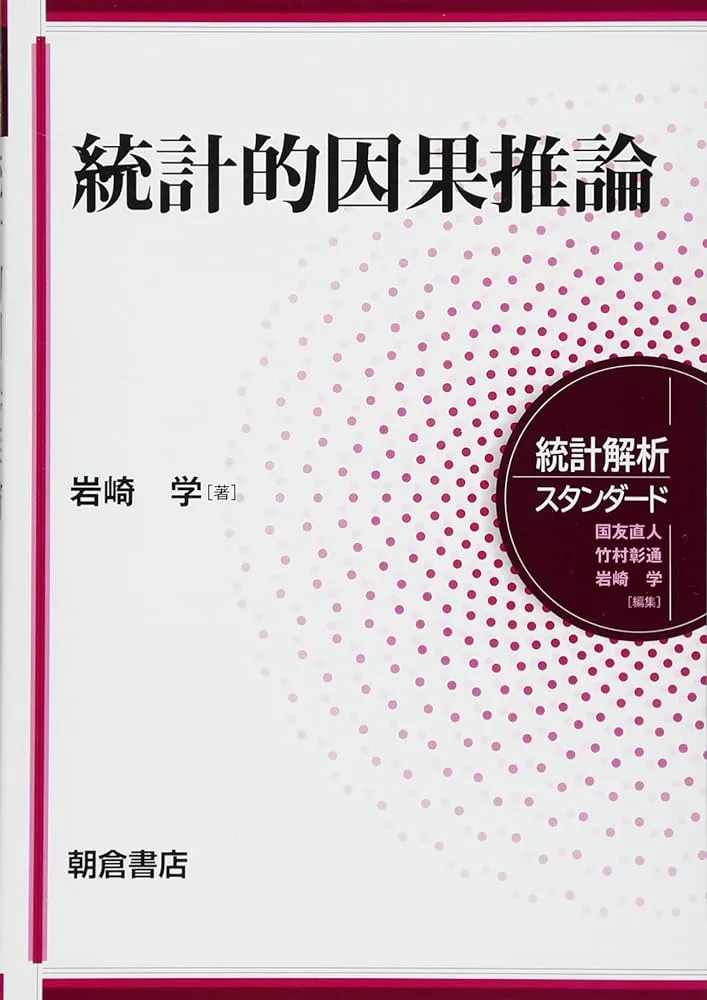 統計的因果推論
岩崎 学[著]
統計解析
スタンダード
国友直人
竹村彰通
岩崎 学
[編集]
朝倉書店